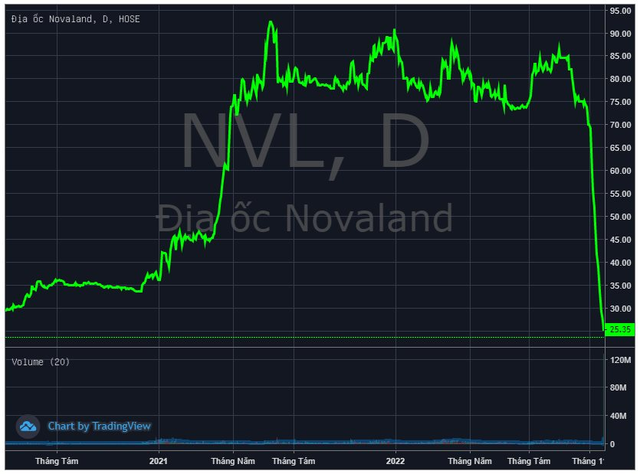 Địa ốc Novaland, D, HOSE
NVL, D
Địa ốc Novaland
95.00
90.00
85.00
80.00
75.00
70.00
65.00
60.00
55.00
50.00
45.00
40.00
35.00
30.00
25.35
Volume (20)
120M
80M
40M
0
Chart by TradingView
Tháng Tám 2021 Tháng Năm Tháng Tám 2022 Tháng Năm Tháng Tám Tháng 1